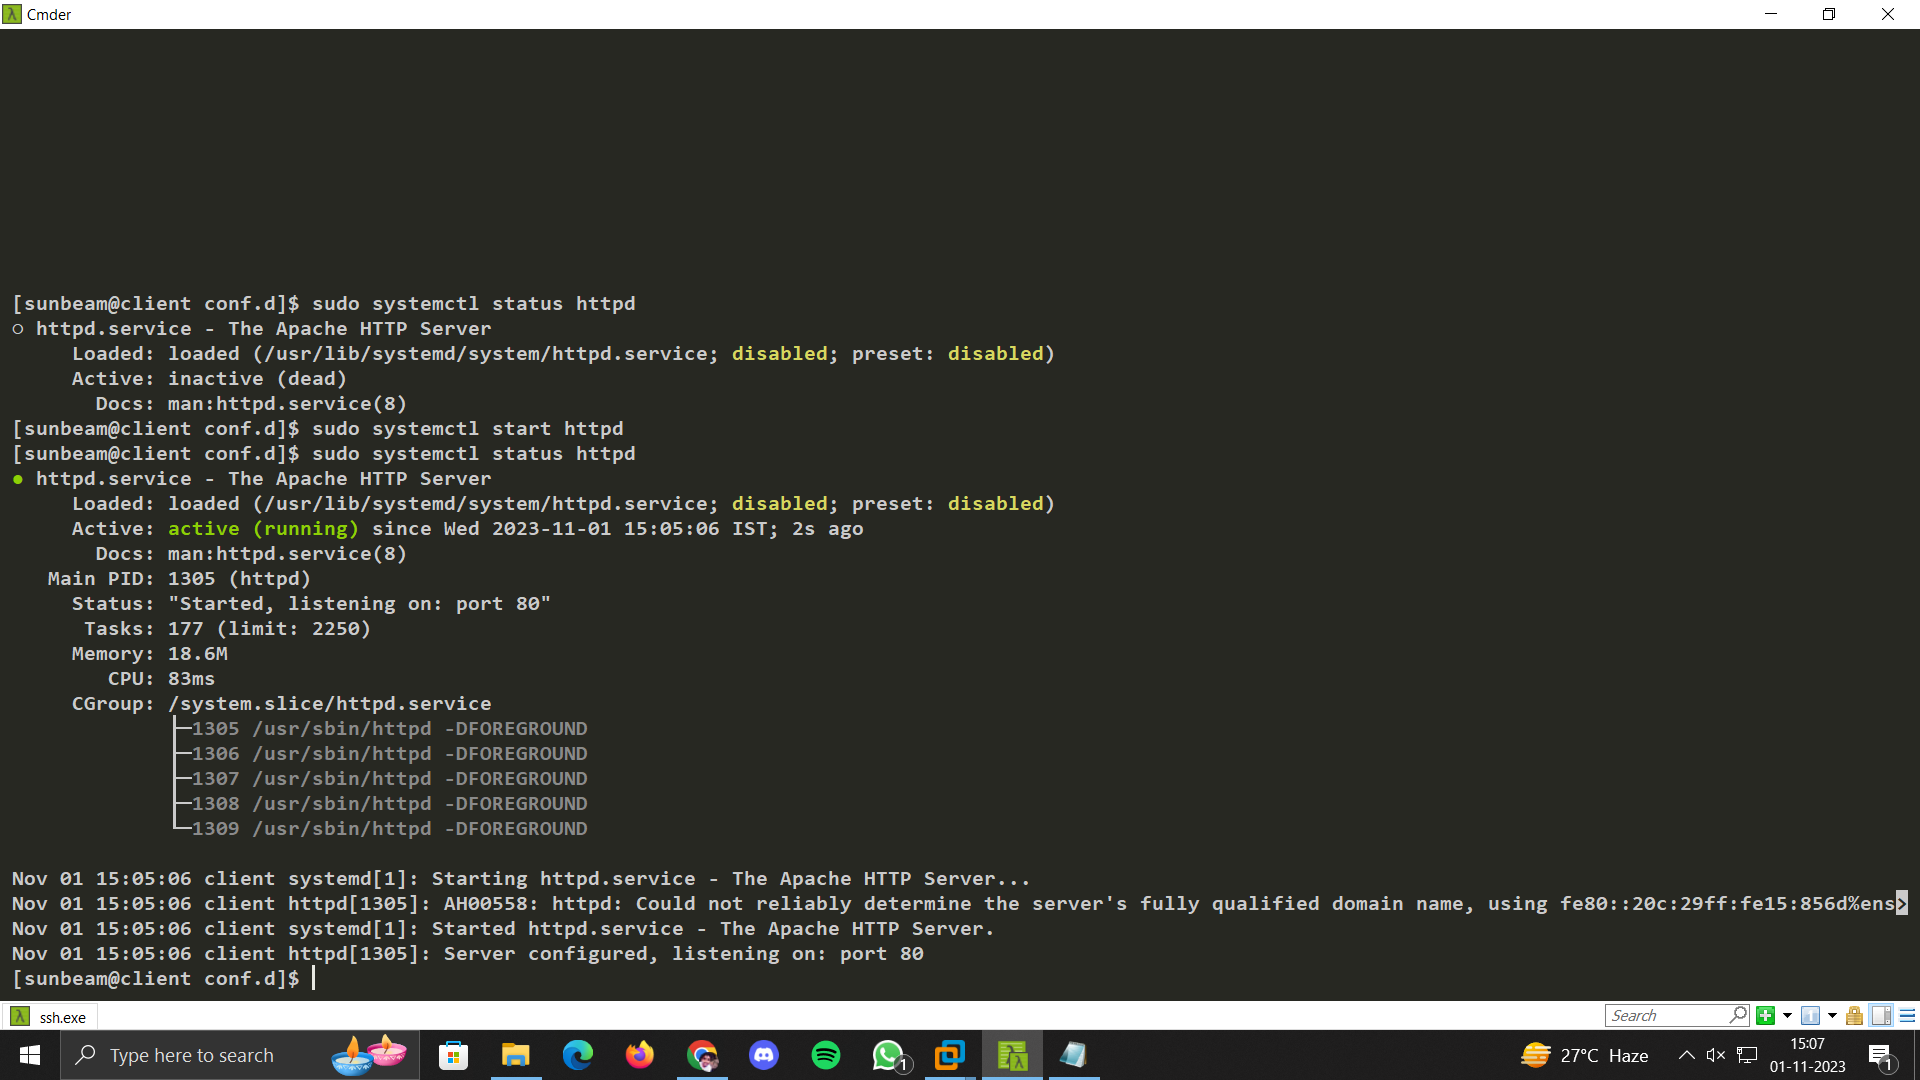 Cmder
[sunbeam@client conf.d]$ sudo systemctl status httpd
○ httpd.service - The Apache HTTP Server
     Loaded: loaded (/usr/lib/systemd/system/httpd.service; disabled; preset: disabled)
     Active: inactive (dead)
       Docs: man:httpd.service(8)
[sunbeam@client conf.d]$ sudo systemctl start httpd
[sunbeam@client conf.d]$ sudo systemctl status httpd
● httpd.service - The Apache HTTP Server
     Loaded: loaded (/usr/lib/systemd/system/httpd.service; disabled; preset: disabled)
     Active: active (running) since Wed 2023-11-01 15:05:06 IST; 2s ago
       Docs: man:httpd.service(8)
   Main PID: 1305 (httpd)
     Status: "Started, listening on: port 80"
      Tasks: 177 (limit: 2250)
     Memory: 18.6M
        CPU: 83ms
     CGroup: /system.slice/httpd.service
             ├─1305 /usr/sbin/httpd -DFOREGROUND
             ├─1306 /usr/sbin/httpd -DFOREGROUND
             ├─1307 /usr/sbin/httpd -DFOREGROUND
             ├─1308 /usr/sbin/httpd -DFOREGROUND
             └─1309 /usr/sbin/httpd -DFOREGROUND
Nov 01 15:05:06 client systemd[1]: Starting httpd.service - The Apache HTTP Server...
Nov 01 15:05:06 client httpd[1305]: AH00558: httpd: Could not reliably determine the server's fully qualified domain name, using fe80::20c:29ff:fe15:856d%ens>
Nov 01 15:05:06 client systemd[1]: Started httpd.service - The Apache HTTP Server.
Nov 01 15:05:06 client httpd[1305]: Server configured, listening on: port 80
[sunbeam@client conf.d]$
ssh.exe
Search
Type here to search
1
27°C Haze
15:07
01-11-2023
1